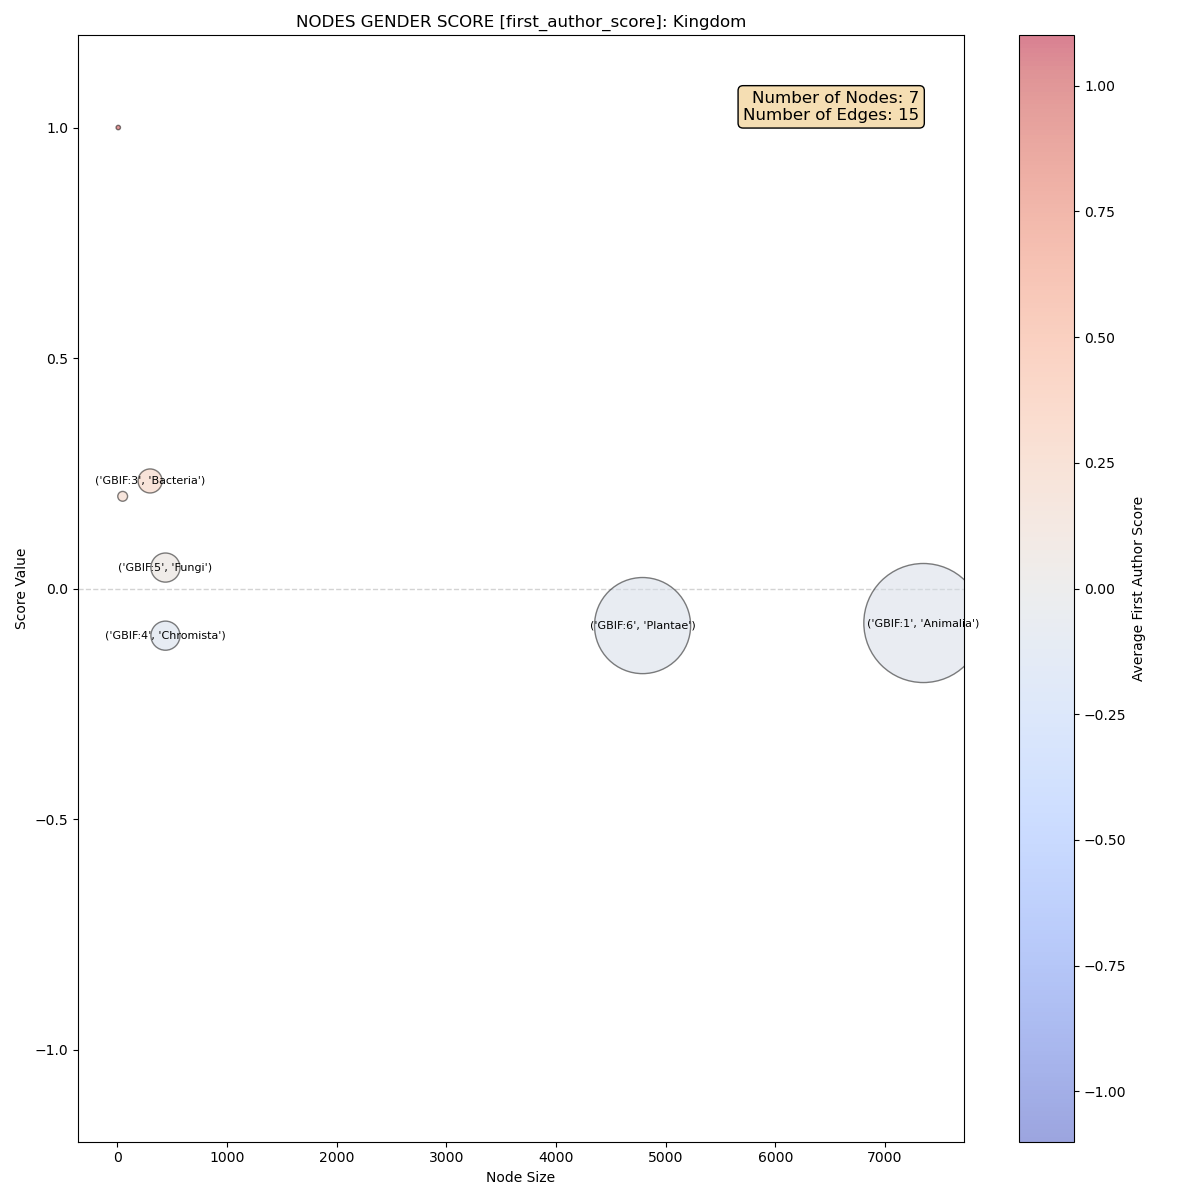 NODES GENDER SCORE [first_author_score]: Kingdom
Number of Nodes: 7
Number of Edges: 15
1.0
0.5
0.0
−0.5
−1.0
Score Value
('GBIF:3', 'Bacteria')
('GBIF:5', 'Fungi')
('GBIF:4', 'Chromista')
('GBIF:6', 'Plantae')
('GBIF:1', 'Animalia')
0 1000 2000 3000 4000 5000 6000 7000
Node Size
1.00
0.75
0.50
0.25
0.00
−0.25
−0.50
−0.75
−1.00
Average First Author Score